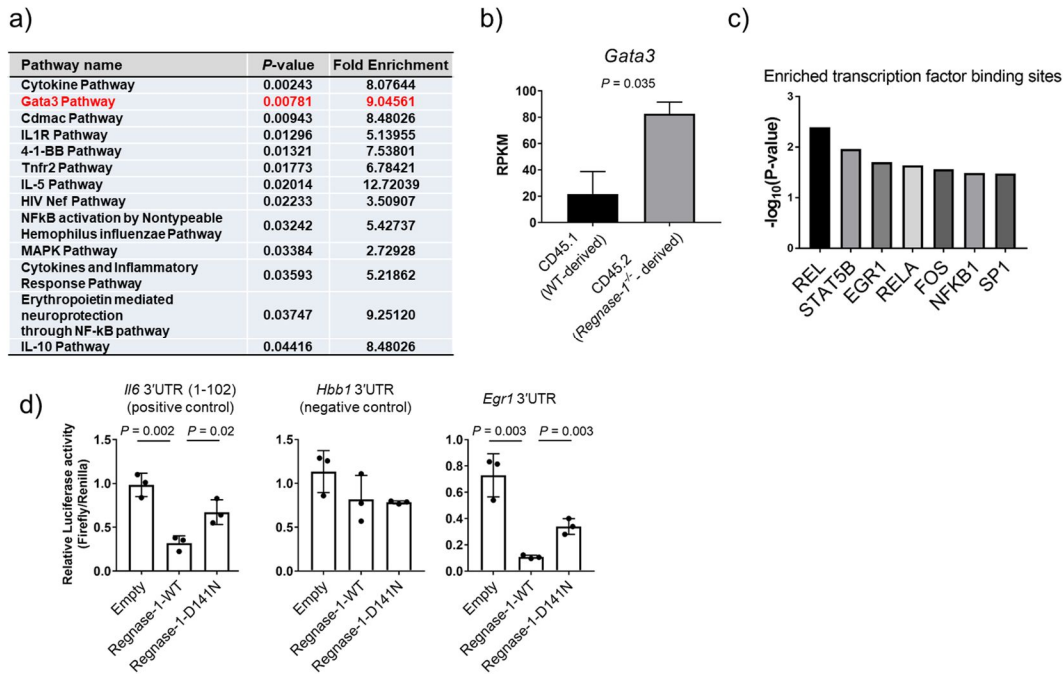 a)
Pathway name P-value Fold Enrichment
Cytokine Pathway 0.00243 8.07644
Gata3 Pathway 0.00781 9.04561
Cdmac Pathway 0.00943 8.48026
IL1R Pathway 0.01296 5.13955
4-1-BB Pathway 0.01321 7.53801
Tnfr2 Pathway 0.01773 6.78421
IL-5 Pathway 0.02014 12.72039
HIV Nef Pathway 0.02233 3.50907
NFkB activation by Nontypeable
Hemophilus influenzae Pathway 0.03242 5.42737
MAPK Pathway 0.03384 2.72928
Cytokines and Inflammatory
Response Pathway 0.03593 5.21862
Erythropoietin mediated
neuroprotection
through NF-kB pathway 0.03747 9.25120
IL-10 Pathway 0.04416 8.48026
b)
Gata3
P = 0.035
RPKM
100
80
60
40
20
0
CD45.1
(WT-derived)
CD45.2
(Regnase-1-/- - derived)
c)
Enriched transcription factor binding sites
-log10(P-value)
3
2
1
0
REL
STAT5B
EGR1
RELA
FOS
NFKB1
SP1
d)
Relative Luciferase activity
(Firefly/Renilla)
Il6 3'UTR (1-102)
(positive control)
P = 0.002 P = 0.02
1.5
1.0
0.5
0.0
Empty
Regnase-1-WT
Regnase-1-D141N
Hbb1 3'UTR
(negative control)
1.5
1.0
0.5
0.0
Empty
Regnase-1-WT
Regnase-1-D141N
Egr1 3'UTR
P = 0.003 P = 0.003
1.0
0.8
0.6
0.4
0.2
0.0
Empty
Regnase-1-WT
Regnase-1-D141N